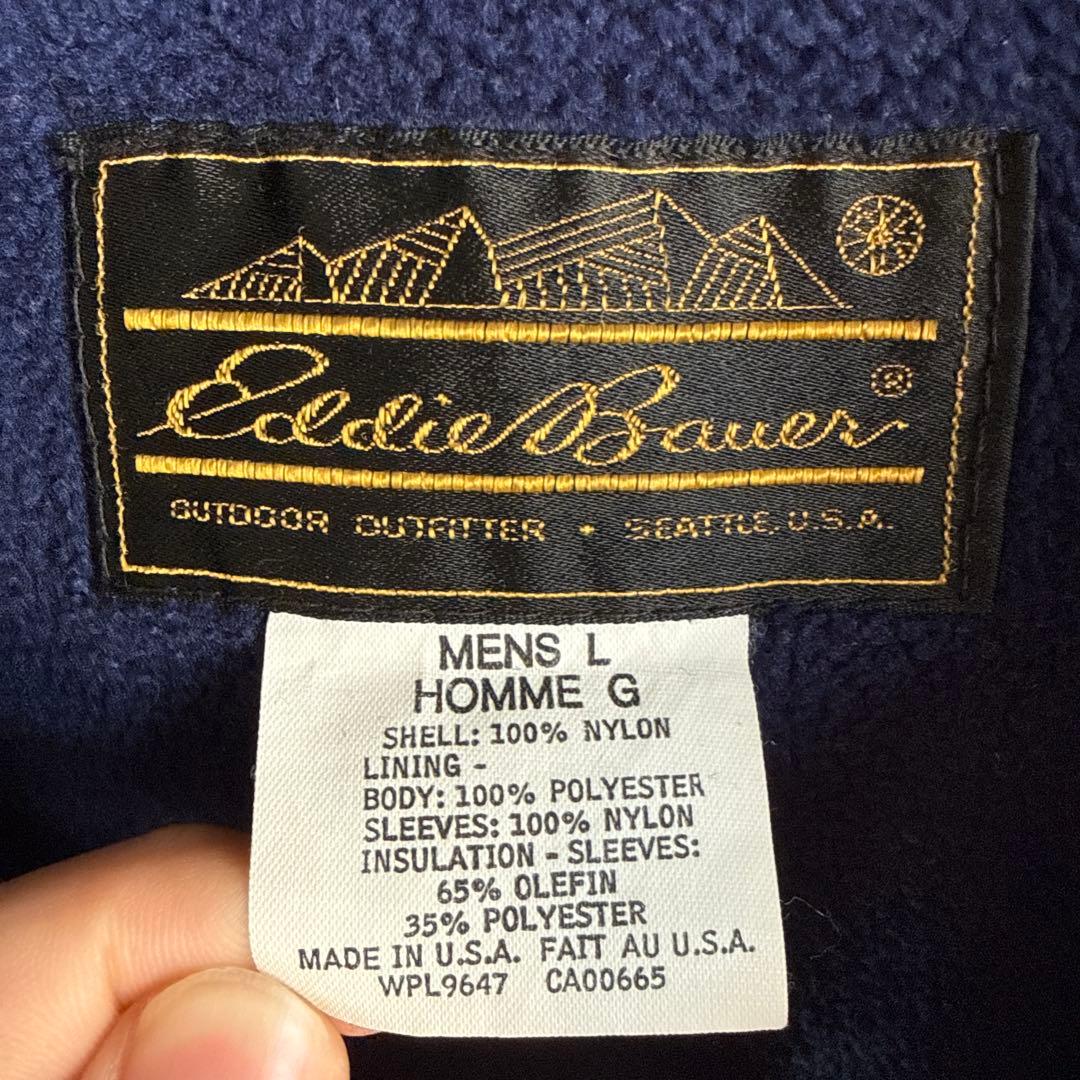 Eddie Bauer ®
OUTDOOR OUTFITTER + SEATTLE, U.S.A.
MENS L
HOMME G
SHELL: 100% NYLON
LINING -
BODY: 100% POLYESTER
SLEEVES: 100% NYLON
INSULATION - SLEEVES:
65% OLEFIN
35% POLYESTER
MADE IN U.S.A. FAIT AU U.S.A.
WPL9647 CA00665